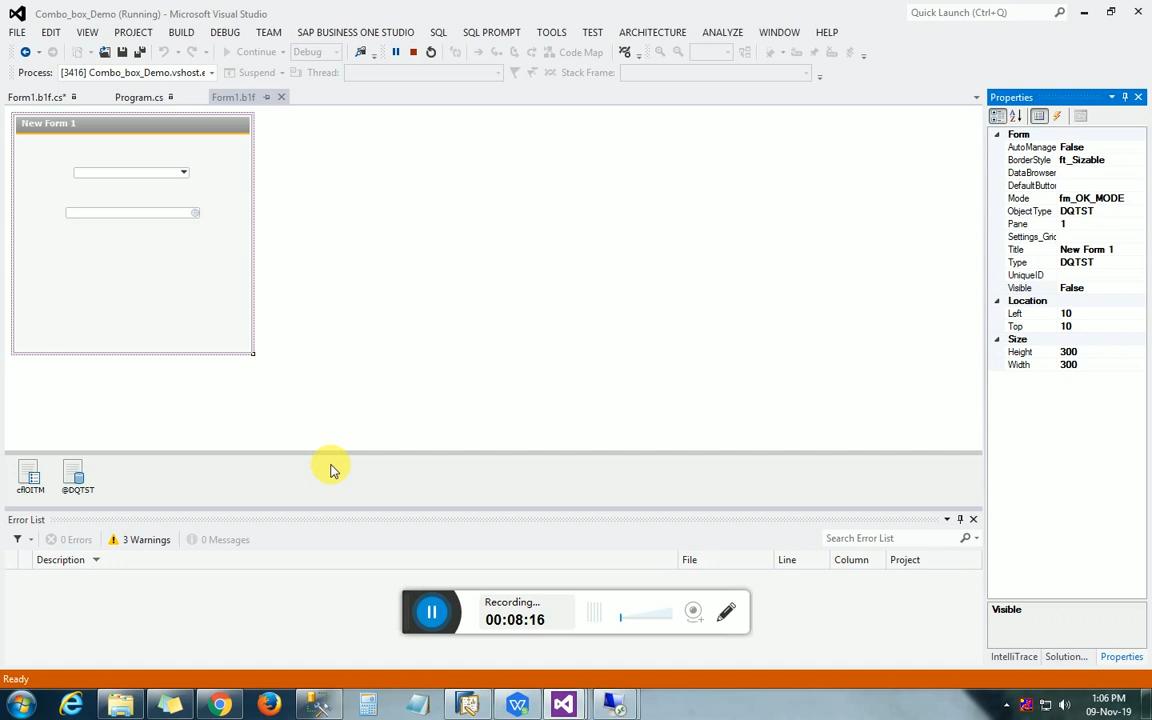 Combo_box_Demo (Running) - Microsoft Visual Studio
Quick Launch (Ctrl+Q)
FILE EDIT VIEW PROJECT BUILD DEBUG TEAM SAP BUSINESS ONE STUDIO SQL SQL PROMPT TOOLS TEST ARCHITECTURE ANALYZE WINDOW HELP
Continue Debug Code Map
Process: [3416] Combo_box_Demo.vshost.e Suspend Thread: Stack Frame:
Form1.b1f.cs* Program.cs Form1.b1f
New Form 1
cflOITM @DQTST
Properties
Form
AutoManage False
BorderStyle ft_Sizable
DataBrowser
DefaultButto
Mode fm_OK_MODE
ObjectType DQTST
Pane 1
Settings_Gric
Title New Form 1
Type DQTST
UniqueID
Visible False
Location
Left 10
Top 10
Size
Height 300
Width 300
Visible
IntelliTrace Solution... Properties
Error List
0 Errors 3 Warnings 0 Messages Search Error List
Description File Line Column Project
Recording...
00:08:16
Ready
1:06 PM
09-Nov-19